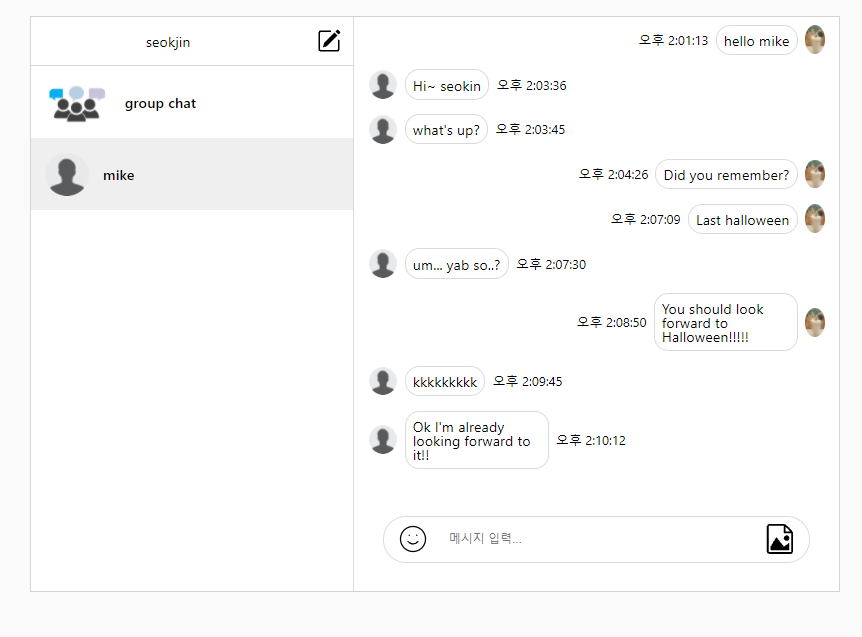 seokjin
group chat
mike
오후 2:01:13 hello mike
Hi~ seokin 오후 2:03:36
what's up? 오후 2:03:45
오후 2:04:26 Did you remember?
오후 2:07:09 Last halloween
um... yab so..? 오후 2:07:30
You should look
오후 2:08:50 forward to
Halloween!!!!!
kkkkkkkkk 오후 2:09:45
Ok I'm already
looking forward to 오후 2:10:12
it!!
메시지 입력...